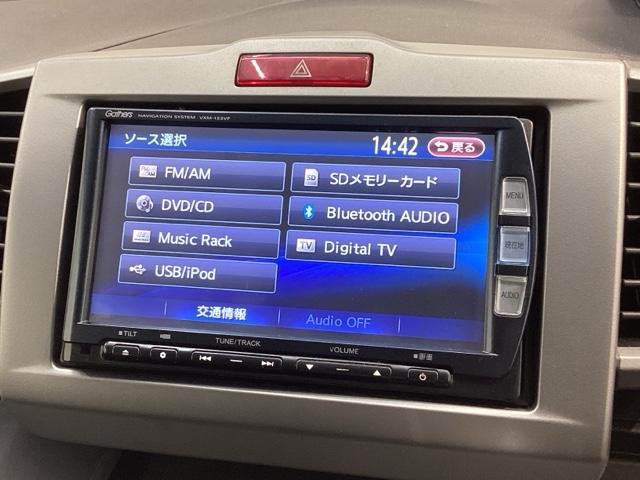 Gathers NAVIGATION SYSTEM VXM-122VF
ソース選択
14:42
戻る
FM/AM
SD
SDメモリーカード
DVD/CD
Bluetooth AUDIO
Music Rack
TV
Digital TV
USB/iPod
交通情報
Audio OFF
MENU
現在地
AUDIO
TILT
TUNE/TRACK
VOLUME